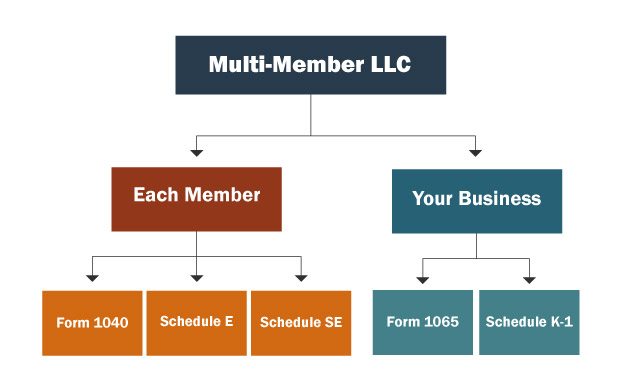 Multi-Member LLC
Each Member
Your Business
Form 1040
Schedule E
Schedule SE
Form 1065
Schedule K-1